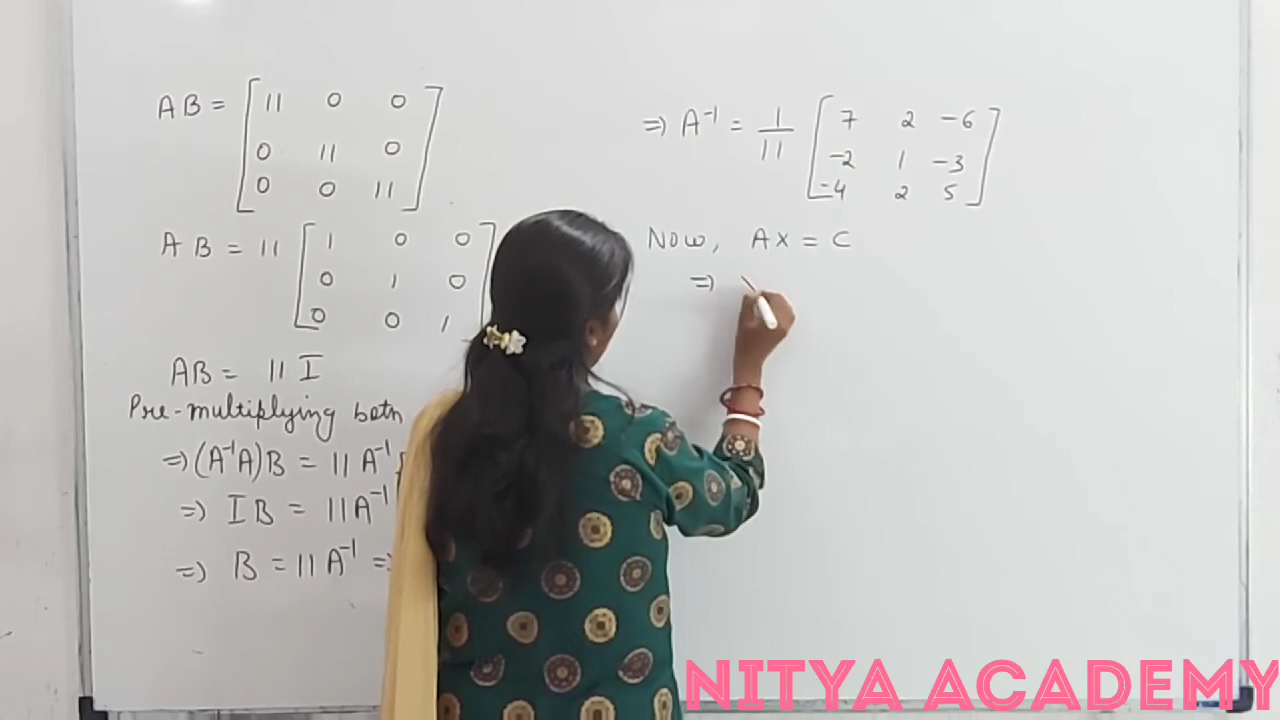 AB = [11 0 0
0 11 0
0 0 11]
AB = 11 [1 0 0
0 1 0
0 0 1]
AB = 11 I
Pre-multiplying both
=> (A⁻¹A)B = 11 A⁻¹
=> IB = 11A⁻¹
=> B = 11 A⁻¹ =>
=> A⁻¹ = 1/11 [7 2 -6
-2 1 -3
-4 2 5]
Now, AX = C
=>
NITYA ACADEMY